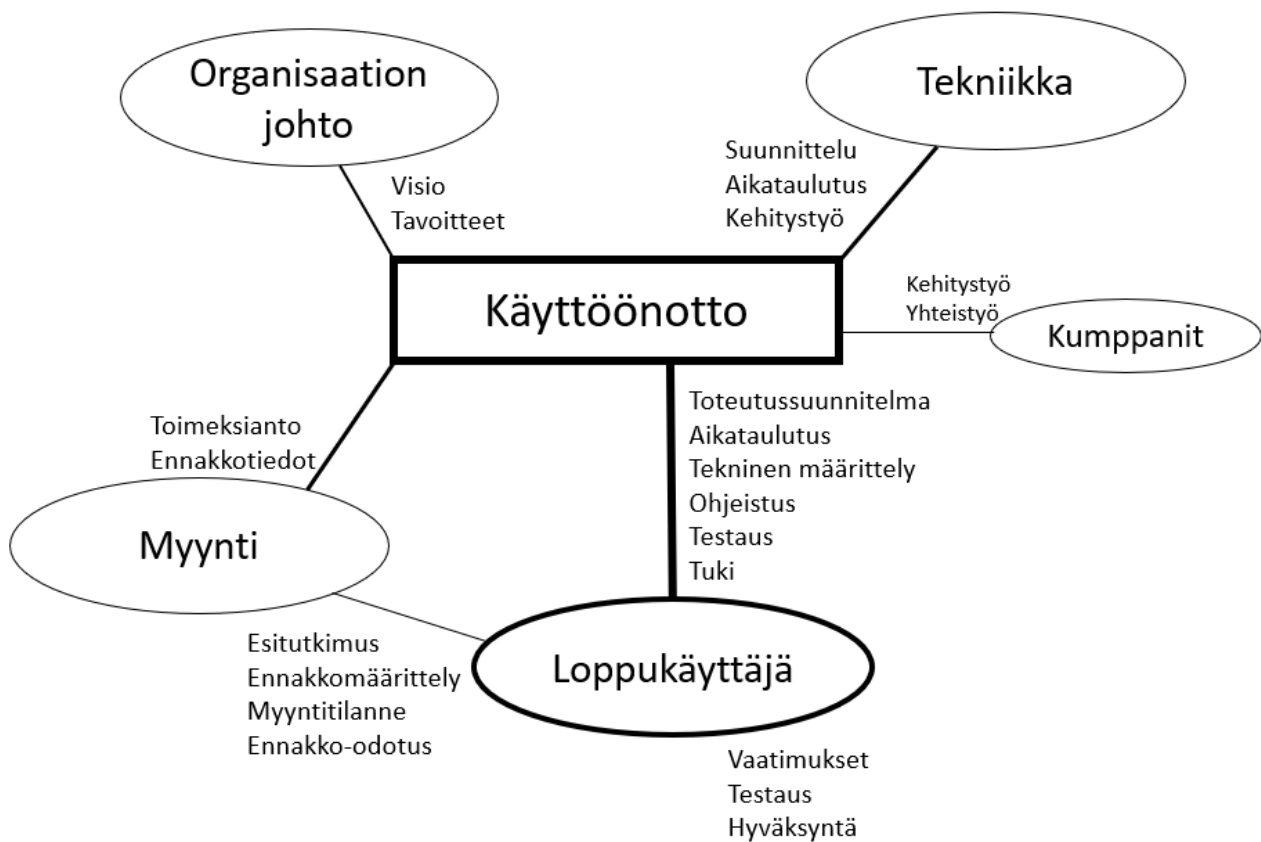 Organisaation
johto
Tekniikka
Suunnittelu
Aikataulutus
Kehitystyö
Visio
Tavoitteet
Käyttöönotto
Kehitystyö
Yhteistyö
Kumppanit
Toimeksianto
Ennakkotiedot
Toteutussuunnitelma
Aikataulutus
Tekninen määrittely
Ohjeistus
Testaus
Tuki
Myynti
Esitutkimus
Ennakkomäärittely
Myyntitilanne
Ennakko-odotus
Loppukäyttäjä
Vaatimukset
Testaus
Hyväksyntä